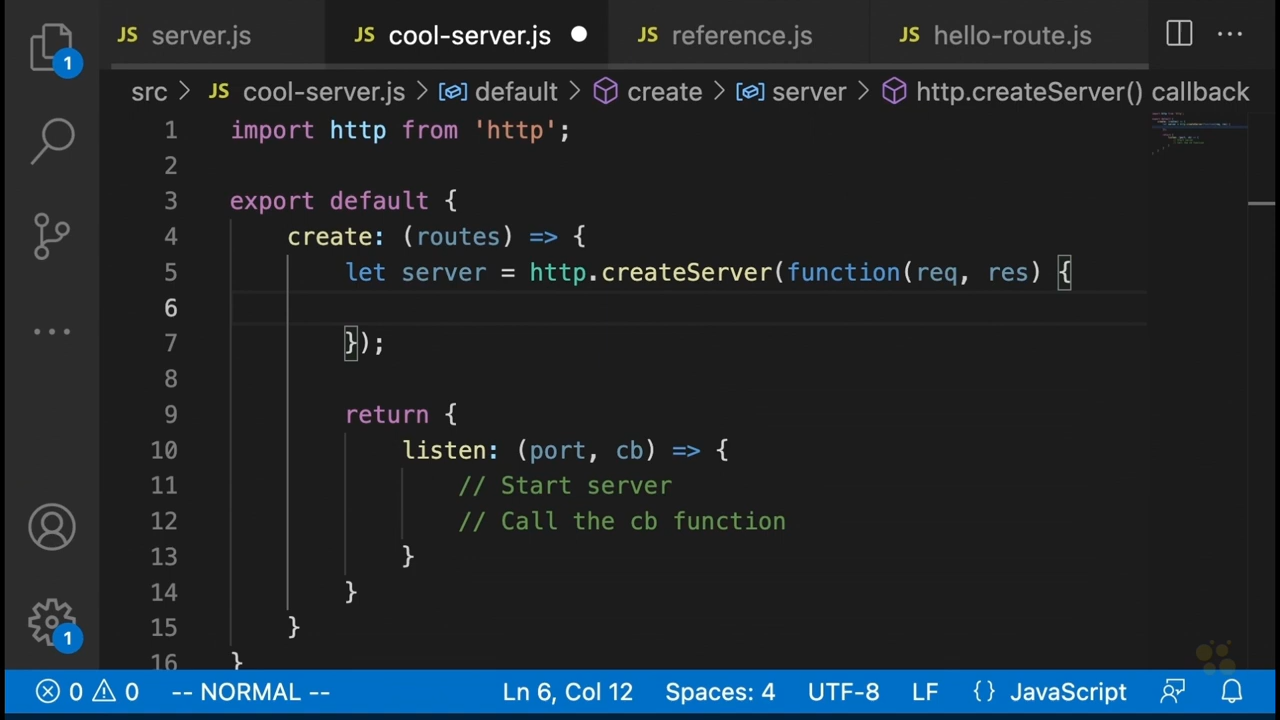 JS server.js JS cool-server.js JS reference.js JS hello-route.js ...
1
src > JS cool-server.js > default > create > server > http.createServer() callback
1 import http from 'http';
2
3 export default {
4 create: (routes) => {
5 let server = http.createServer(function(req, res) {
6
7 });
8
9 return {
10 listen: (port, cb) => {
11 // Start server
12 // Call the cb function
13 }
14 }
15 }
16 }
1
0 0 -- NORMAL -- Ln 6, Col 12 Spaces: 4 UTF-8 LF {} JavaScript